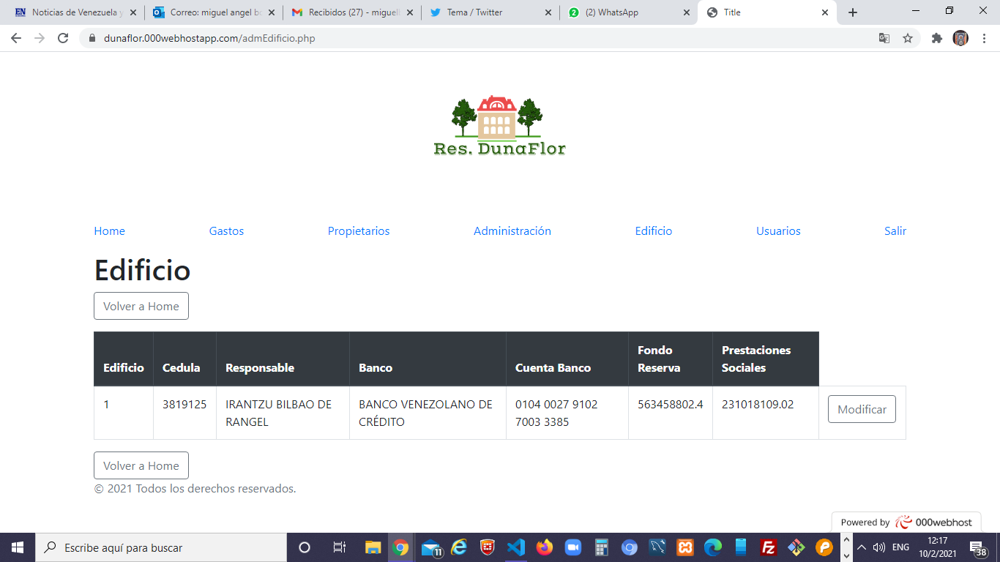 Noticias de Venezuela y
Correo: miguel angel bo
Recibidos (27) - miguell
Tema / Twitter
(2) WhatsApp
Title
dunaflor.000webhostapp.com/admEdificio.php
Res. DunaFlor
Home Gastos Propietarios Administración Edificio Usuarios Salir
Edificio
Volver a Home
Edificio Cedula Responsable Banco Cuenta Banco Fondo Reserva Prestaciones Sociales
1 3819125 IRANTZU BILBAO DE RANGEL BANCO VENEZOLANO DE CRÉDITO 0104 0027 9102 7003 3385 563458802.4 231018109.02 Modificar
Volver a Home
© 2021 Todos los derechos reservados.
Powered by 000webhost
Escribe aquí para buscar
11
ENG
12:17
10/2/2021
38